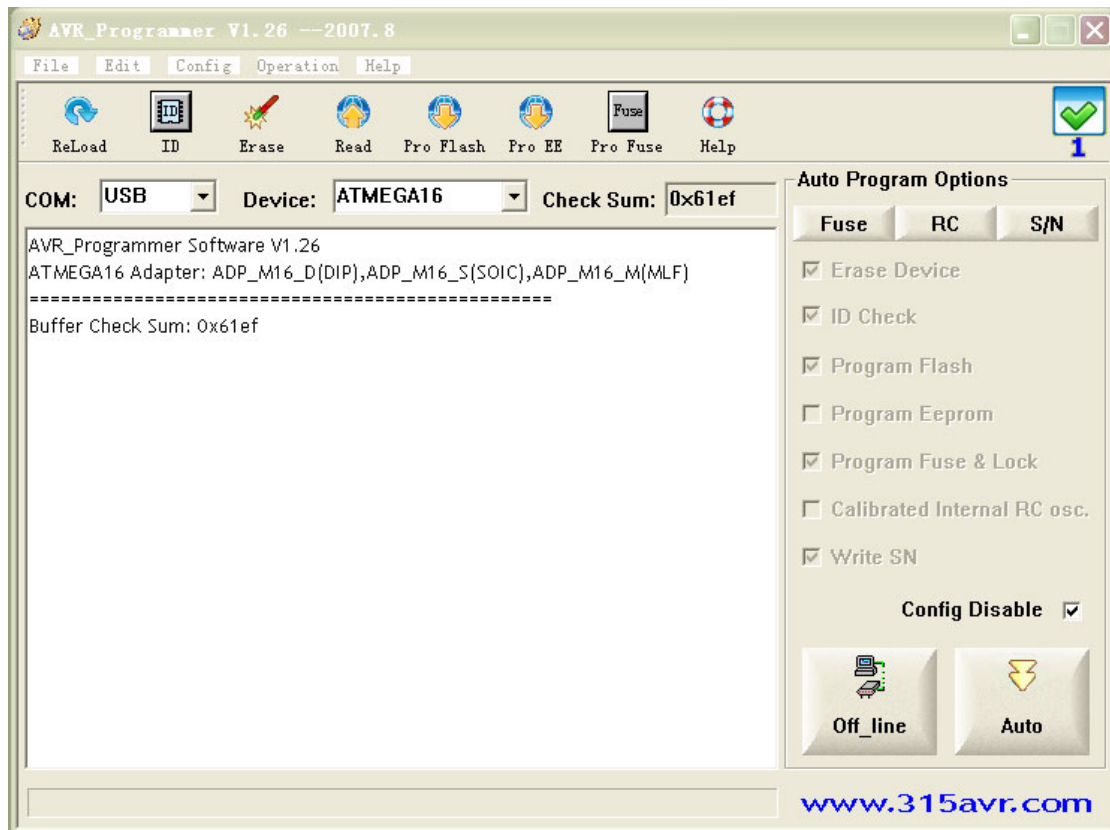 AVR_Programmer V1.26 --2007.8
File Edit Config Operation Help
ID Fuse
ReLoad ID Erase Read Pro Flash Pro EE Pro Fuse Help 1
COM: USB Device: ATMEGA16 Check Sum: 0x61ef
AVR_Programmer Software V1.26
ATMEGA16 Adapter: ADP_M16_D(DIP),ADP_M16_S(SOIC),ADP_M16_M(MLF)
==================================================
Buffer Check Sum: 0x61ef
Auto Program Options
Fuse RC S/N
Erase Device
ID Check
Program Flash
Program Eeprom
Program Fuse & Lock
Calibrated Internal RC osc.
Write SN
Config Disable
Off_line Auto
www.315avr.com